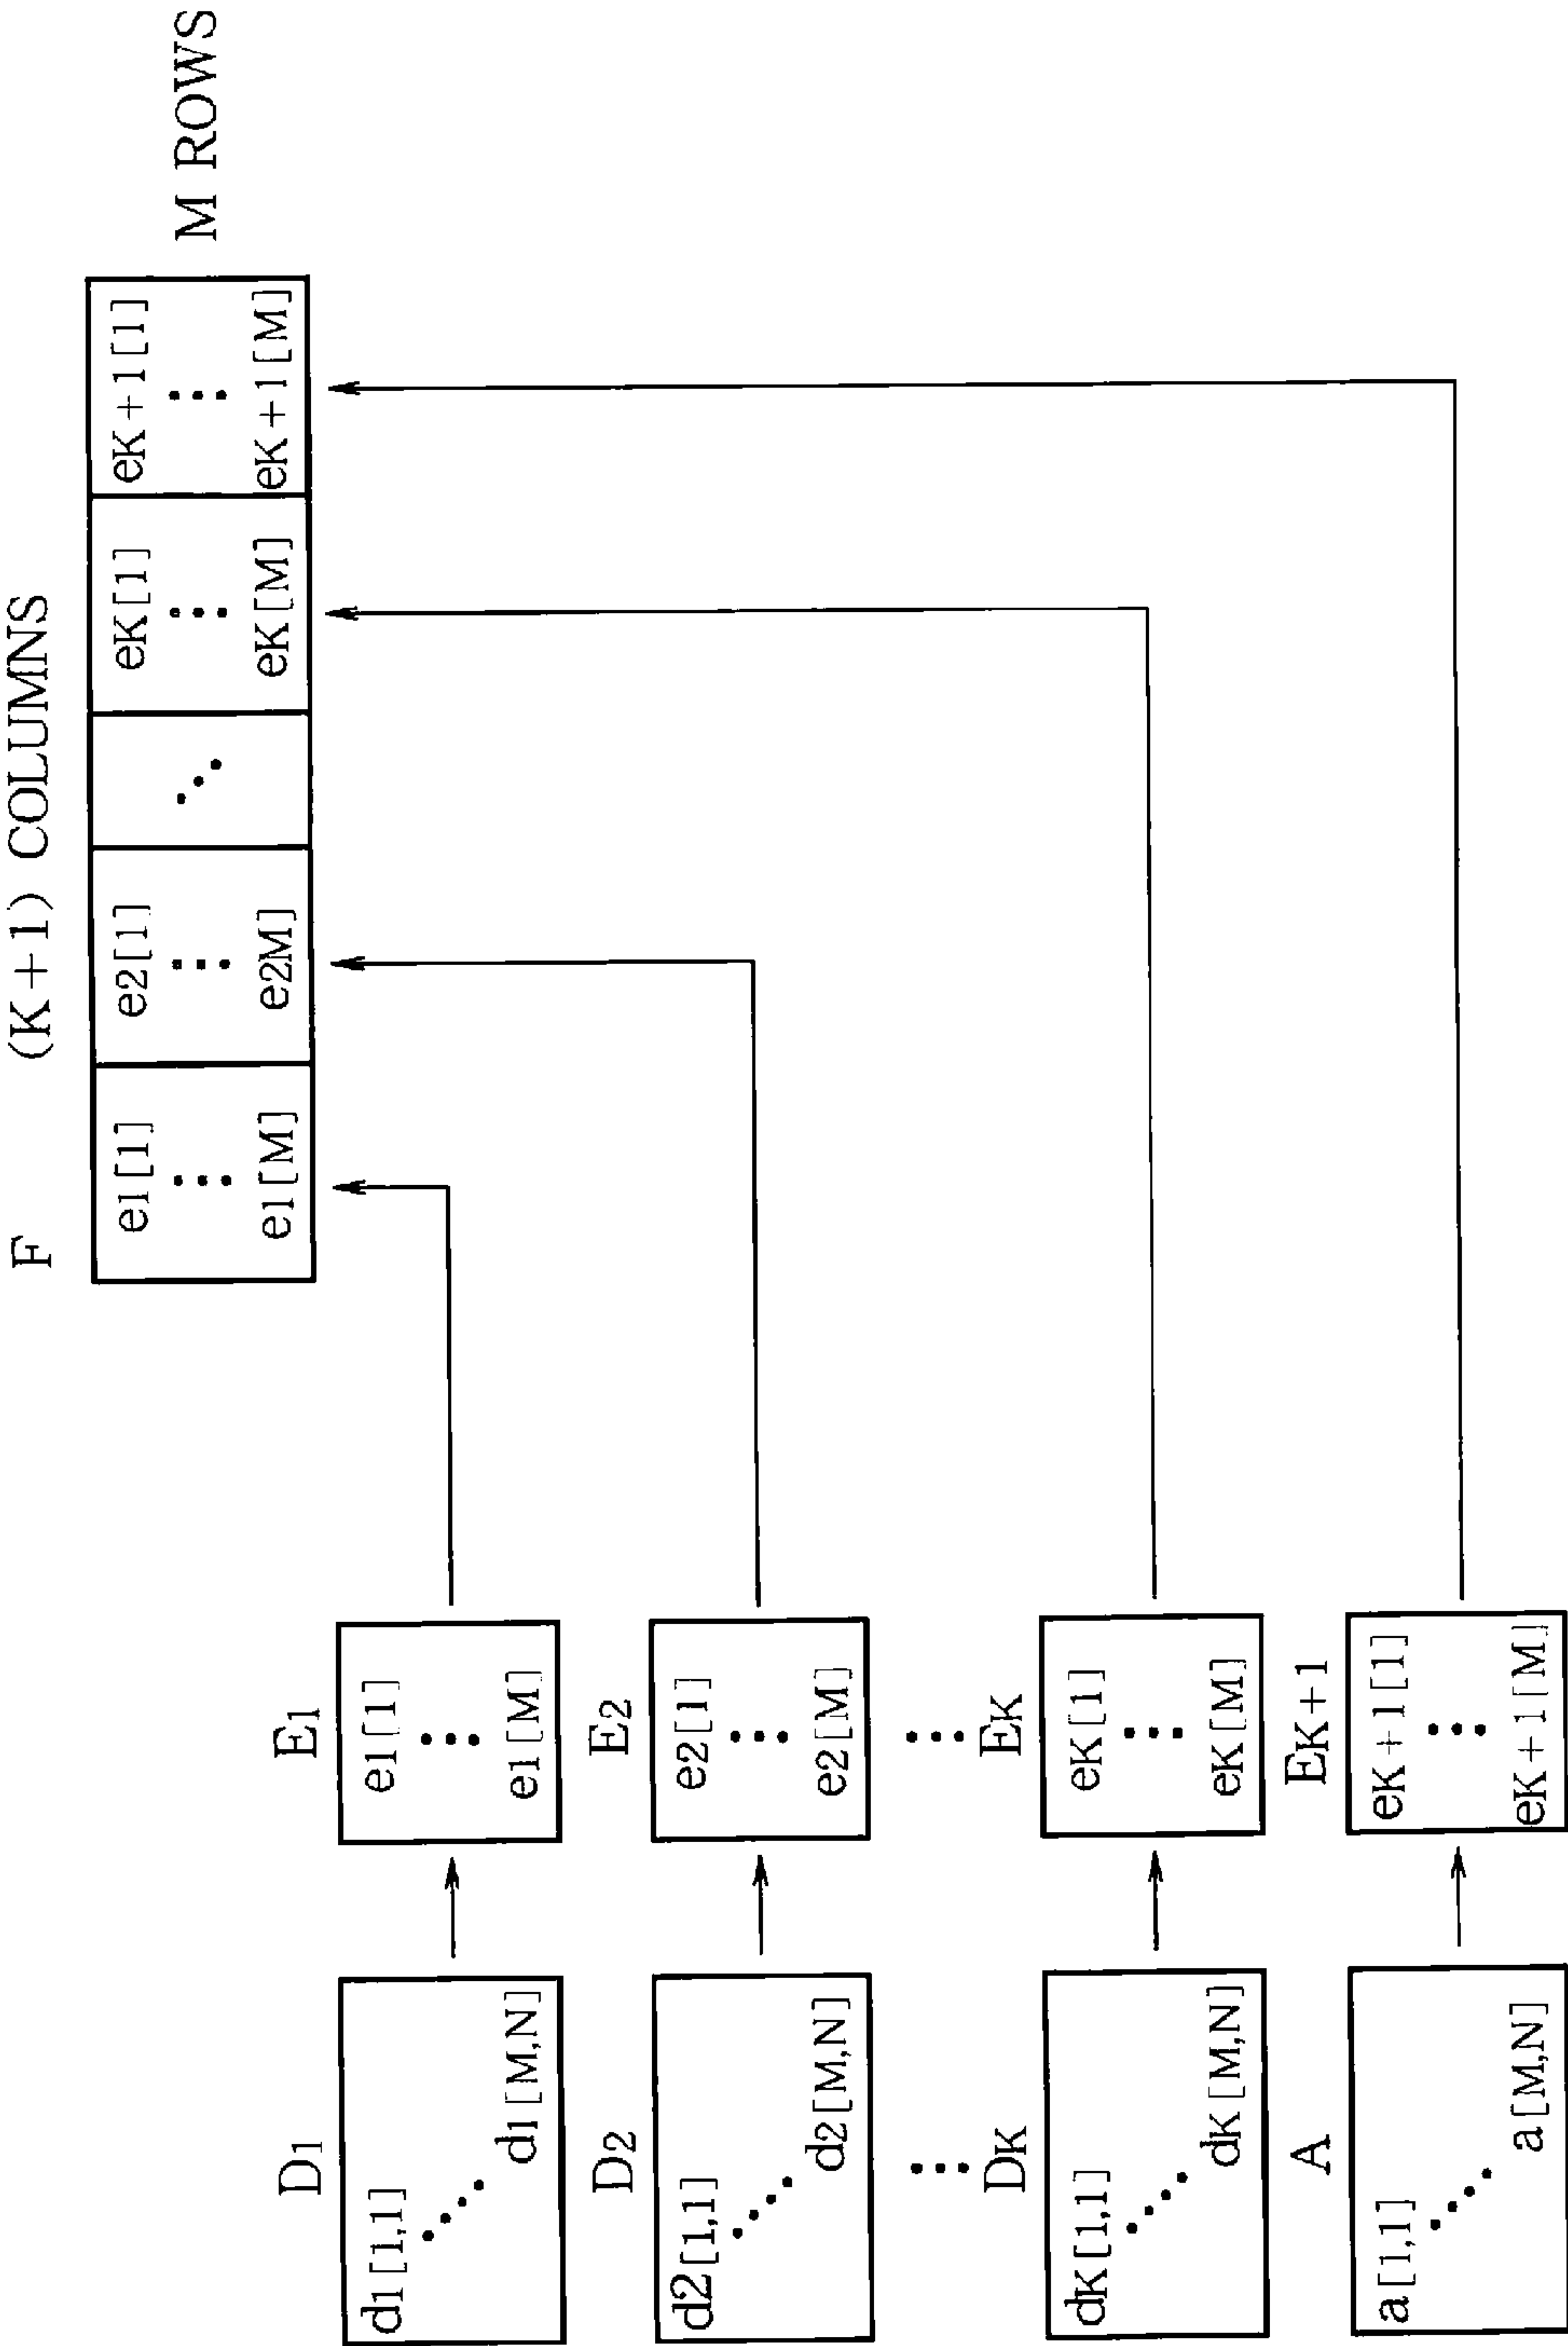 F (K+1) COLUMNS
e1[1] e2[1] ⋱ eK[1] eK+1[1]
⋮ ⋮ ⋮ ⋮
e1[M] e2M] eK[M] eK+1[M]
M ROWS
D1 E1
d1[1,1] e1[1]
⋱ ⋮
d1[M,N] e1[M]
D2 E2
d2[1,1] e2[1]
⋱ ⋮
d2[M,N] e2[M]
⋮ ⋮
DK EK
dK[1,1] eK[1]
⋱ ⋮
dK[M,N] eK[M]
A EK+1
a[1,1] eK+1[1]
⋱ ⋮
a[M,N] eK+1[M]